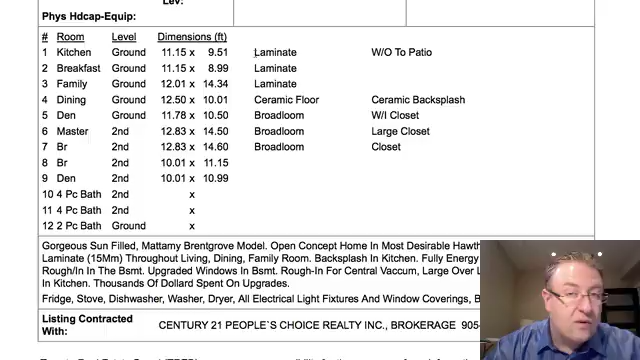 Lev:
Phys Hdcap-Equip:
# Room Level Dimensions (ft)
1 Kitchen Ground 11.15 x 9.51 Laminate W/O To Patio
2 Breakfast Ground 11.15 x 8.99 Laminate
3 Family Ground 12.01 x 14.34 Laminate
4 Dining Ground 12.50 x 10.01 Ceramic Floor Ceramic Backsplash
5 Den Ground 11.78 x 10.50 Broadloom W/I Closet
6 Master 2nd 12.83 x 14.50 Broadloom Large Closet
7 Br 2nd 12.83 x 14.60 Broadloom Closet
8 Br 2nd 10.01 x 11.15
9 Den 2nd 10.01 x 10.99
10 4 Pc Bath 2nd x
11 4 Pc Bath 2nd x
12 2 Pc Bath Ground x
Gorgeous Sun Filled, Mattamy Brentgrove Model. Open Concept Home In Most Desirable Hawth
Laminate (15Mm) Throughout Living, Dining, Family Room. Backsplash In Kitchen. Fully Energy
Rough/In In The Bsmt. Upgraded Windows In Bsmt. Rough-In For Central Vaccum, Large Over L
In Kitchen. Thousands Of Dollard Spent On Upgrades.
Fridge, Stove, Dishwasher, Washer, Dryer, All Electrical Light Fixtures And Window Coverings, B
Listing Contracted
With: CENTURY 21 PEOPLE`S CHOICE REALTY INC., BROKERAGE 905-